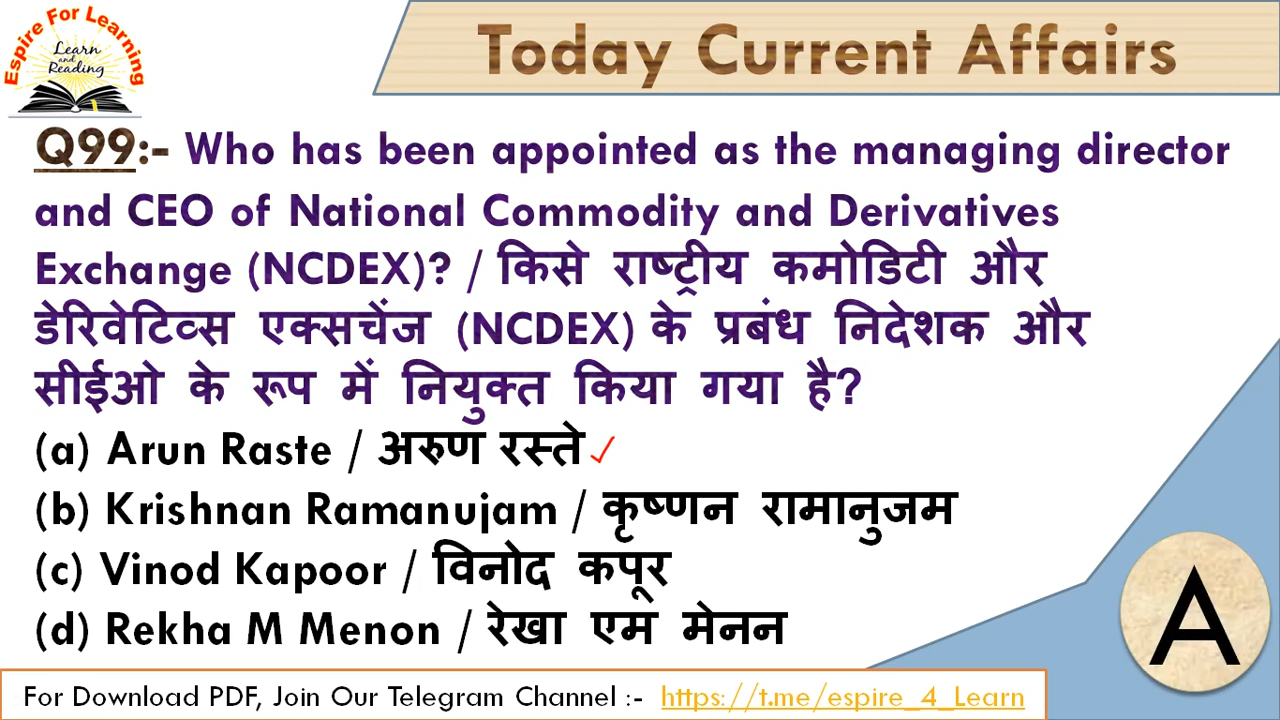 Espire For Learning
Learn
and
Reading
Today Current Affairs
Q99:- Who has been appointed as the managing director
and CEO of National Commodity and Derivatives
Exchange (NCDEX)? / किसे राष्ट्रीय कमोडिटी और
डेरिवेटिव्स एक्सचेंज (NCDEX) के प्रबंध निदेशक और
सीईओ के रूप में नियुक्त किया गया है?
(a) Arun Raste / अरुण रस्ते ✓
(b) Krishnan Ramanujam / कृष्णन रामानुजम
(c) Vinod Kapoor / विनोद कपूर
(d) Rekha M Menon / रेखा एम मेनन
A
For Download PDF, Join Our Telegram Channel :- https://t.me/espire_4_Learn